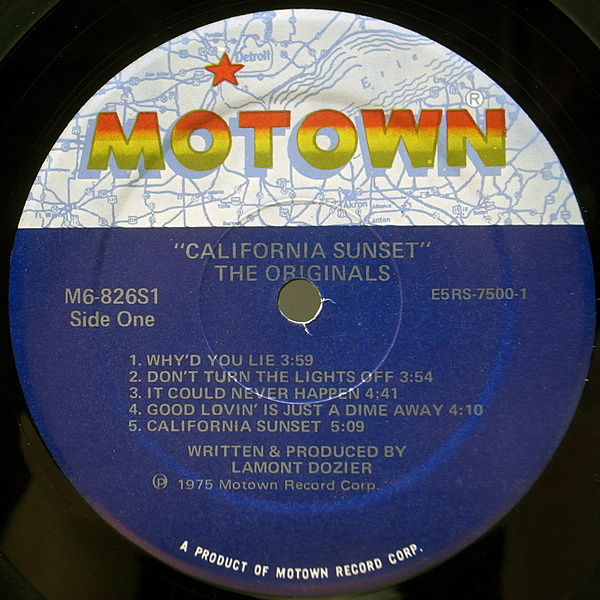 Detroit
Erie
MOTOWN®
Akron
Alliance
Canton
"CALIFORNIA SUNSET"
THE ORIGINALS
M6-826S1
E5RS-7500-1
Side One
1. WHY'D YOU LIE 3:59
2. DON'T TURN THE LIGHTS OFF 3:54
3. IT COULD NEVER HAPPEN 4:41
4. GOOD LOVIN' IS JUST A DIME AWAY 4:10
5. CALIFORNIA SUNSET 5:09
WRITTEN & PRODUCED BY
LAMONT DOZIER
℗ 1975 Motown Record Corp.
A PRODUCT OF MOTOWN RECORD CORP.